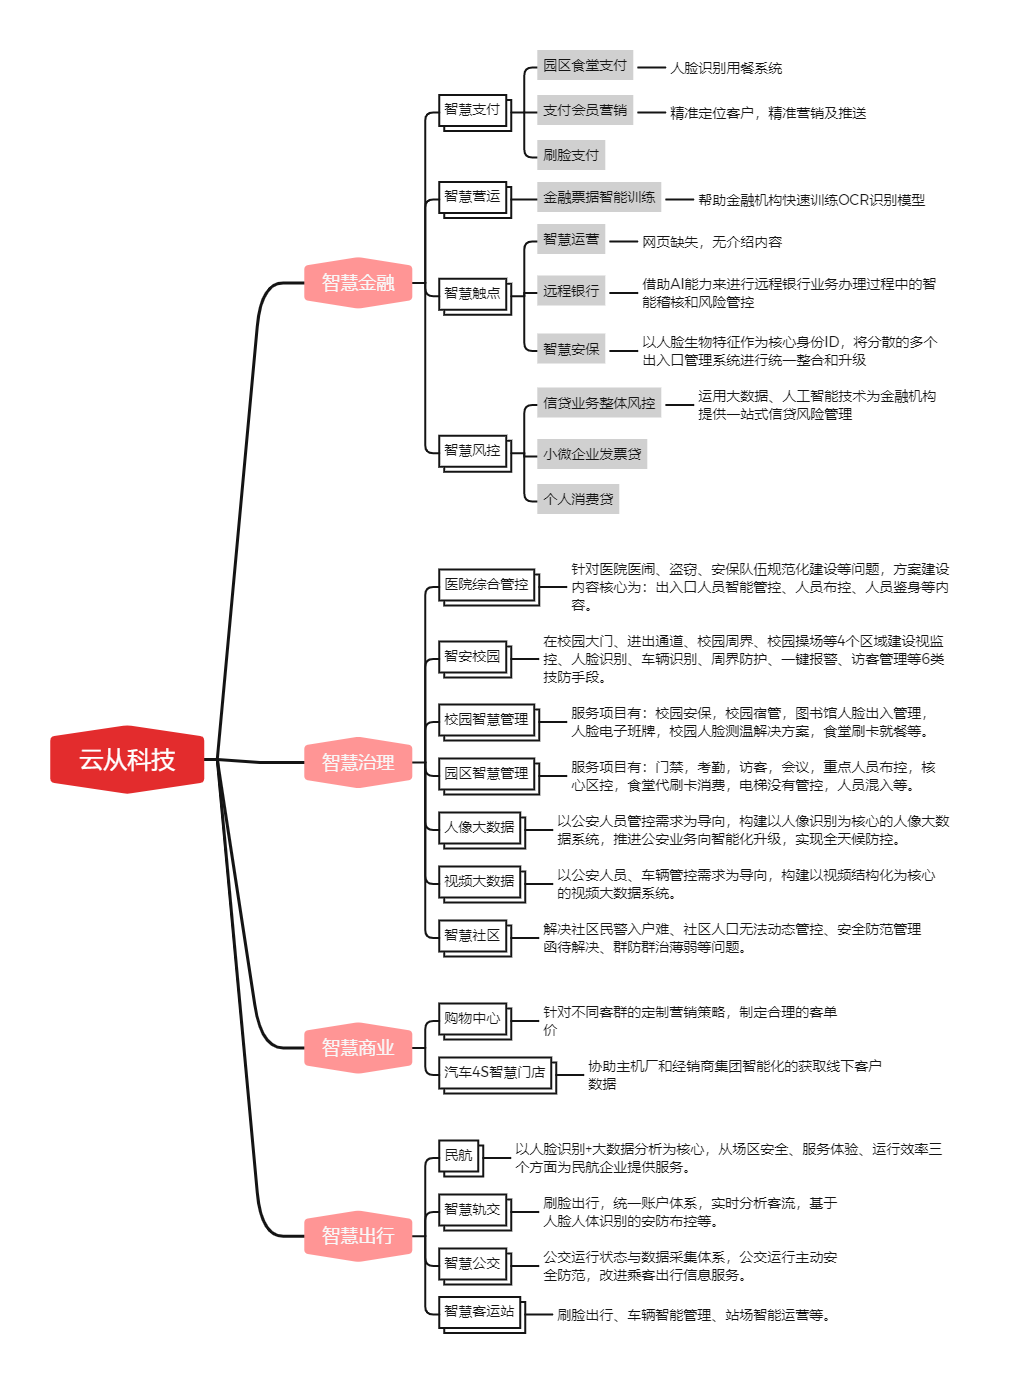 云从科技
智慧金融
智慧支付
园区食堂支付
人脸识别用餐系统
支付会员营销
精准定位客户，精准营销及推送
刷脸支付
智慧营运
金融票据智能训练
帮助金融机构快速训练OCR识别模型
智慧触点
智慧运营
网页缺失，无介绍内容
远程银行
借助AI能力来进行远程银行业务办理过程中的智
能稽核和风险管控
智慧安保
以人脸生物特征作为核心身份ID，将分散的多个
出入口管理系统进行统一整合和升级
智慧风控
信贷业务整体风控
运用大数据、人工智能技术为金融机构
提供一站式信贷风险管理
小微企业发票贷
个人消费贷
智慧治理
医院综合管控
针对医院医闹、盗窃、安保队伍规范化建设等问题，方案建设
内容核心为：出入口人员智能管控、人员布控、人员鉴身等内
容。
智安校园
在校园大门、进出通道、校园周界、校园操场等4个区域建设视监
控、人脸识别、车辆识别、周界防护、一键报警、访客管理等6类
技防手段。
校园智慧管理
服务项目有：校园安保，校园宿管，图书馆人脸出入管理，
人脸电子班牌，校园人脸测温解决方案，食堂刷卡就餐等。
园区智慧管理
服务项目有：门禁，考勤，访客，会议，重点人员布控，核
心区控，食堂代刷卡消费，电梯没有管控，人员混入等。
人像大数据
以公安人员管控需求为导向，构建以人像识别为核心的人像大数
据系统，推进公安业务向智能化升级，实现全天候防控。
视频大数据
以公安人员、车辆管控需求为导向，构建以视频结构化为核心
的视频大数据系统。
智慧社区
解决社区民警入户难、社区人口无法动态管控、安全防范管理
函待解决、群防群治薄弱等问题。
智慧商业
购物中心
针对不同客群的定制营销策略，制定合理的客单
价
汽车4S智慧门店
协助主机厂和经销商集团智能化的获取线下客户
数据
智慧出行
民航
以人脸识别+大数据分析为核心，从场区安全、服务体验、运行效率三
个方面为民航企业提供服务。
智慧轨交
刷脸出行，统一账户体系，实时分析客流，基于
人脸人体识别的安防布控等。
智慧公交
公交运行状态与数据采集体系，公交运行主动安
全防范，改进乘客出行信息服务。
智慧客运站
刷脸出行、车辆智能管理、站场智能运营等。